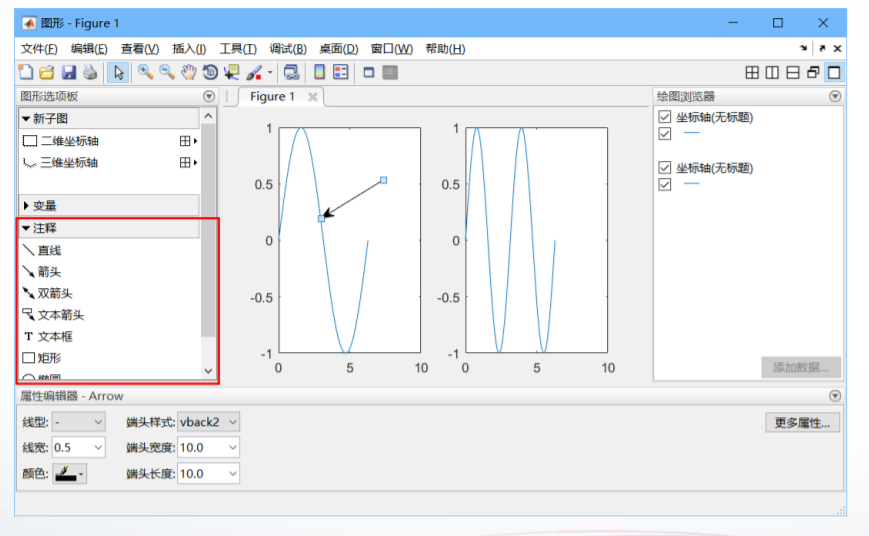 图形 - Figure 1
文件(F) 编辑(E) 查看(V) 插入(I) 工具(T) 调试(B) 桌面(D) 窗口(W) 帮助(H)
图形选项板
Figure 1
绘图浏览器
新子图
二维坐标轴
三维坐标轴
变量
注释
直线
箭头
双箭头
文本箭头
T 文本框
矩形
椭圆
1
0.5
0
-0.5
-1
0 5 10
1
0.5
0
-0.5
-1
0 5 10
坐标轴(无标题)
坐标轴(无标题)
添加数据...
属性编辑器 - Arrow
线型: - 端头样式: vback2 更多属性...
线宽: 0.5 端头宽度: 10.0
颜色: 端头长度: 10.0